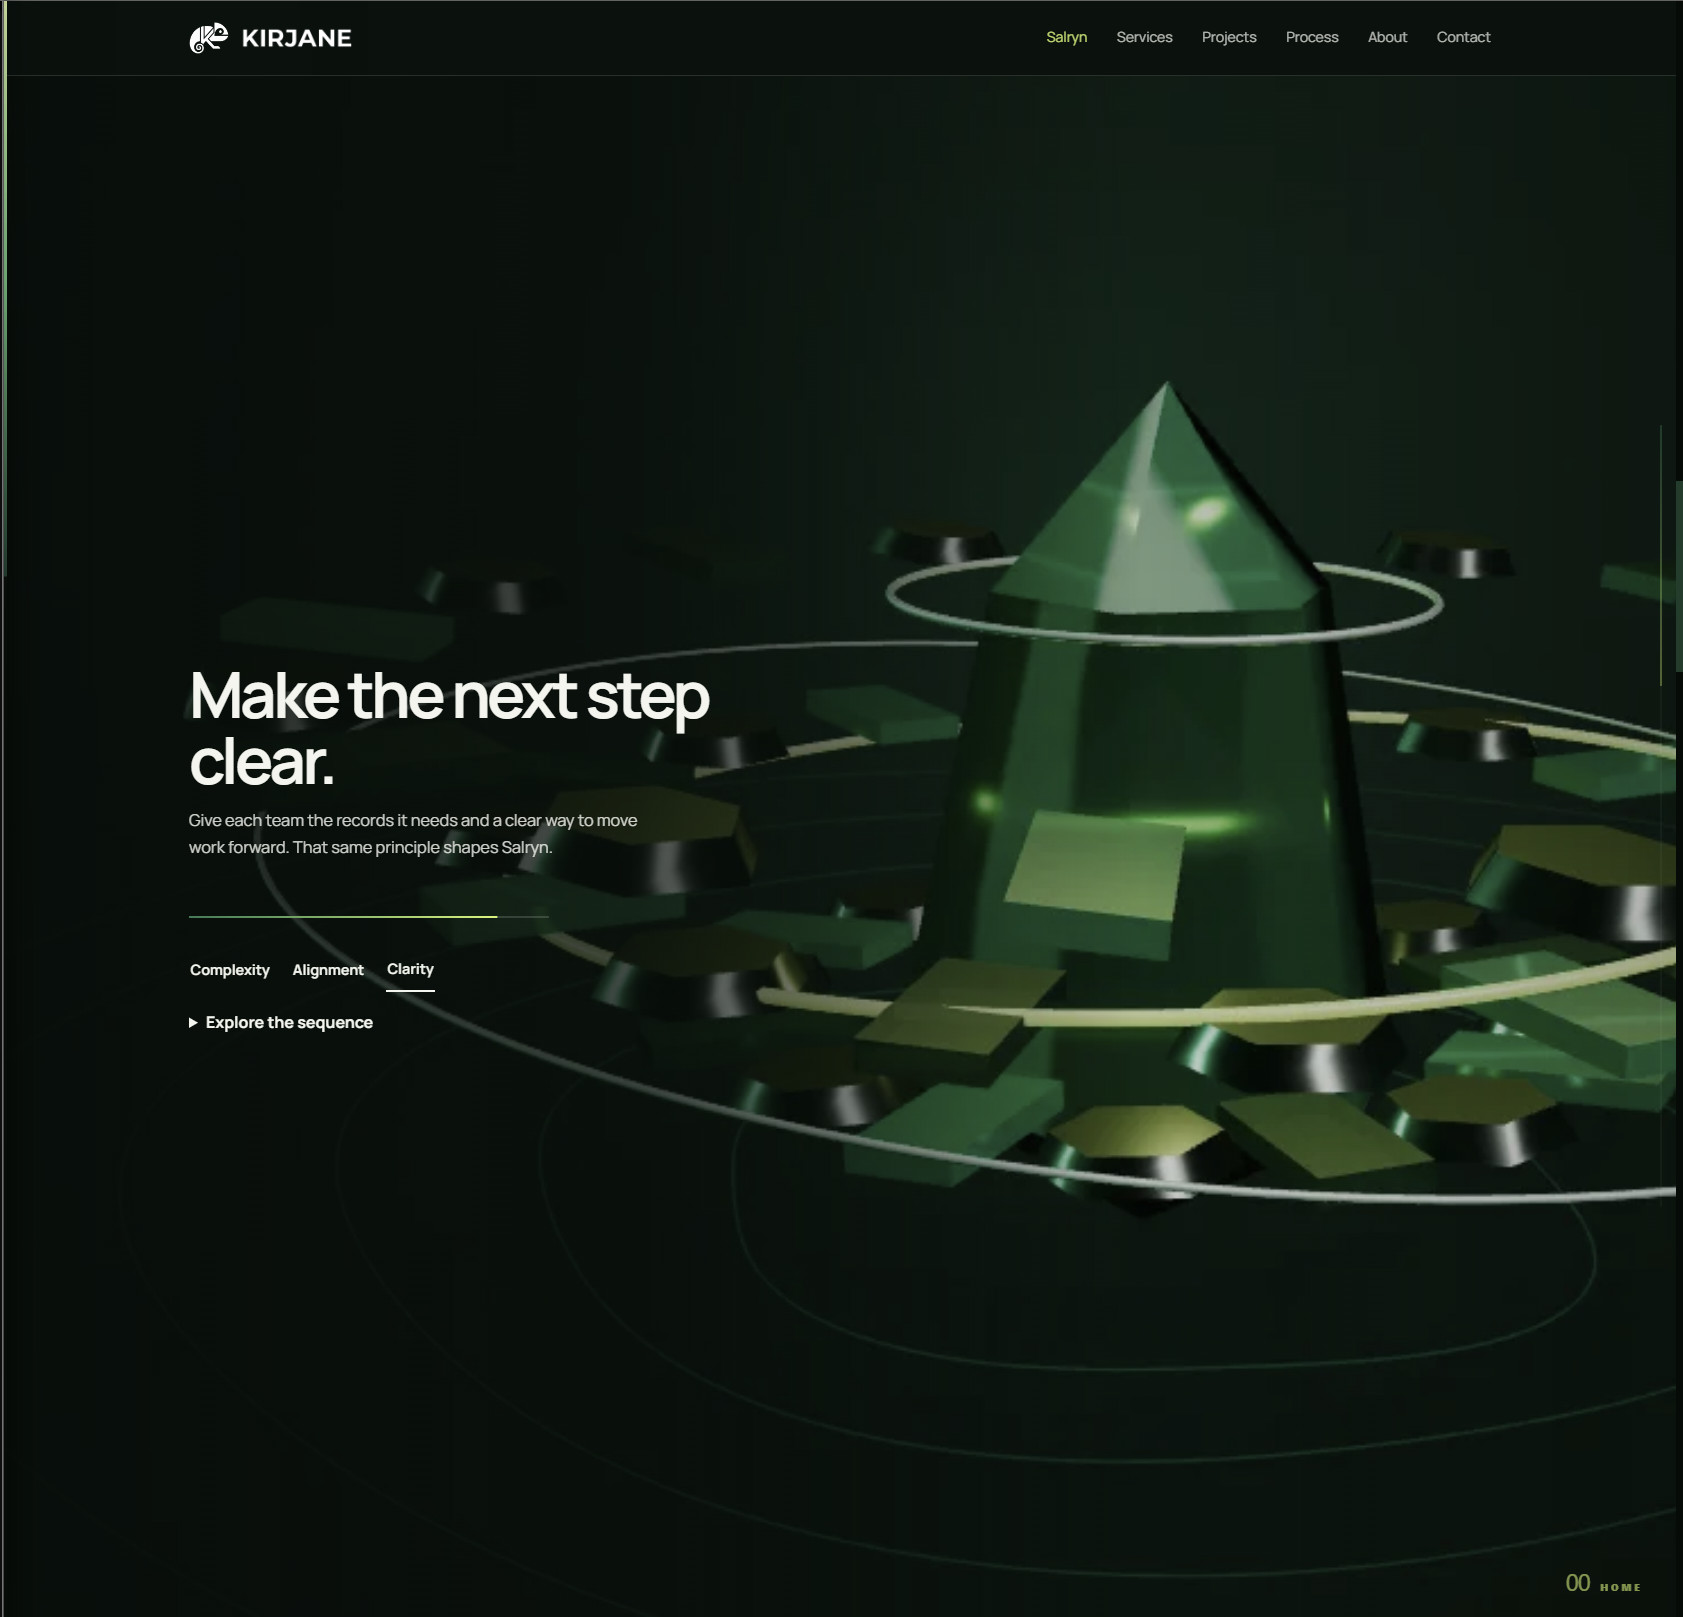 KIRJANE
Salryn Services Projects Process About Contact
Make the next step
clear.
Give each team the records it needs and a clear way to move
work forward. That same principle shapes Salryn.
Complexity Alignment Clarity
Explore the sequence
00 HOME